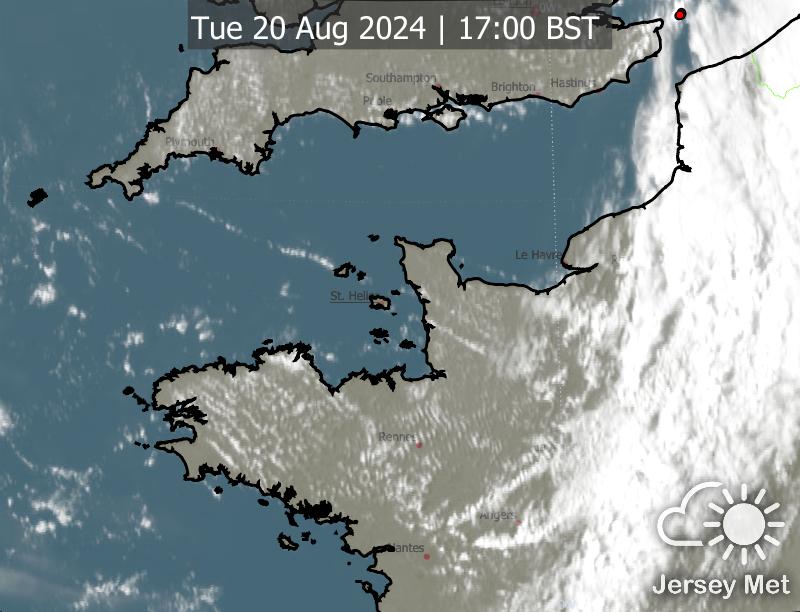 Tue 20 Aug 2024 | 17:00 BST
Southampton
Brighton
Hastings
Poole
Plymouth
Le Havre
St. Helier
Rennes
Angers
Nantes
Jersey Met